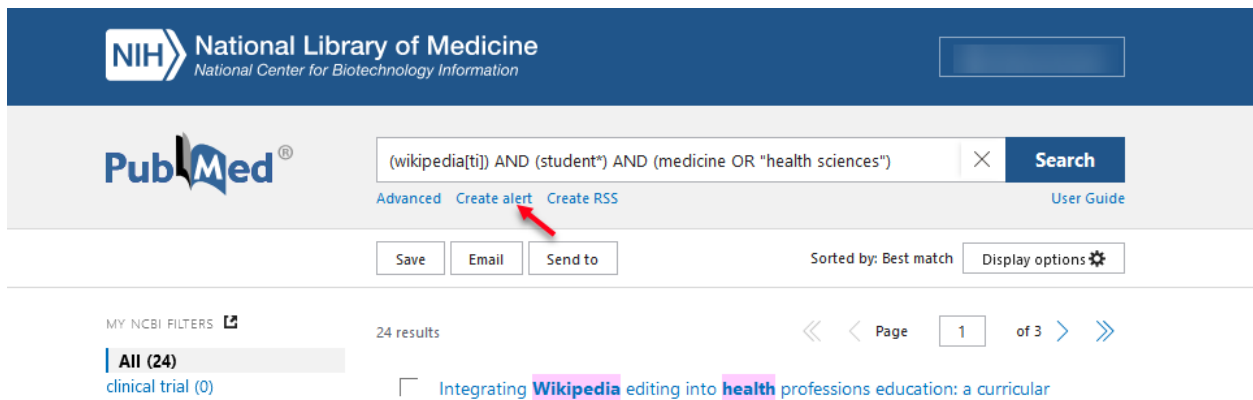 NIH National Library of Medicine
National Center for Biotechnology Information
PubMed®
(wikipedia[ti]) AND (student*) AND (medicine OR "health sciences")
Search
Advanced Create alert Create RSS
User Guide
Save Email Send to
Sorted by: Best match Display options
MY NCBI FILTERS
24 results
Page 1 of 3
All (24)
clinical trial (0)
Integrating Wikipedia editing into health professions education: a curricular